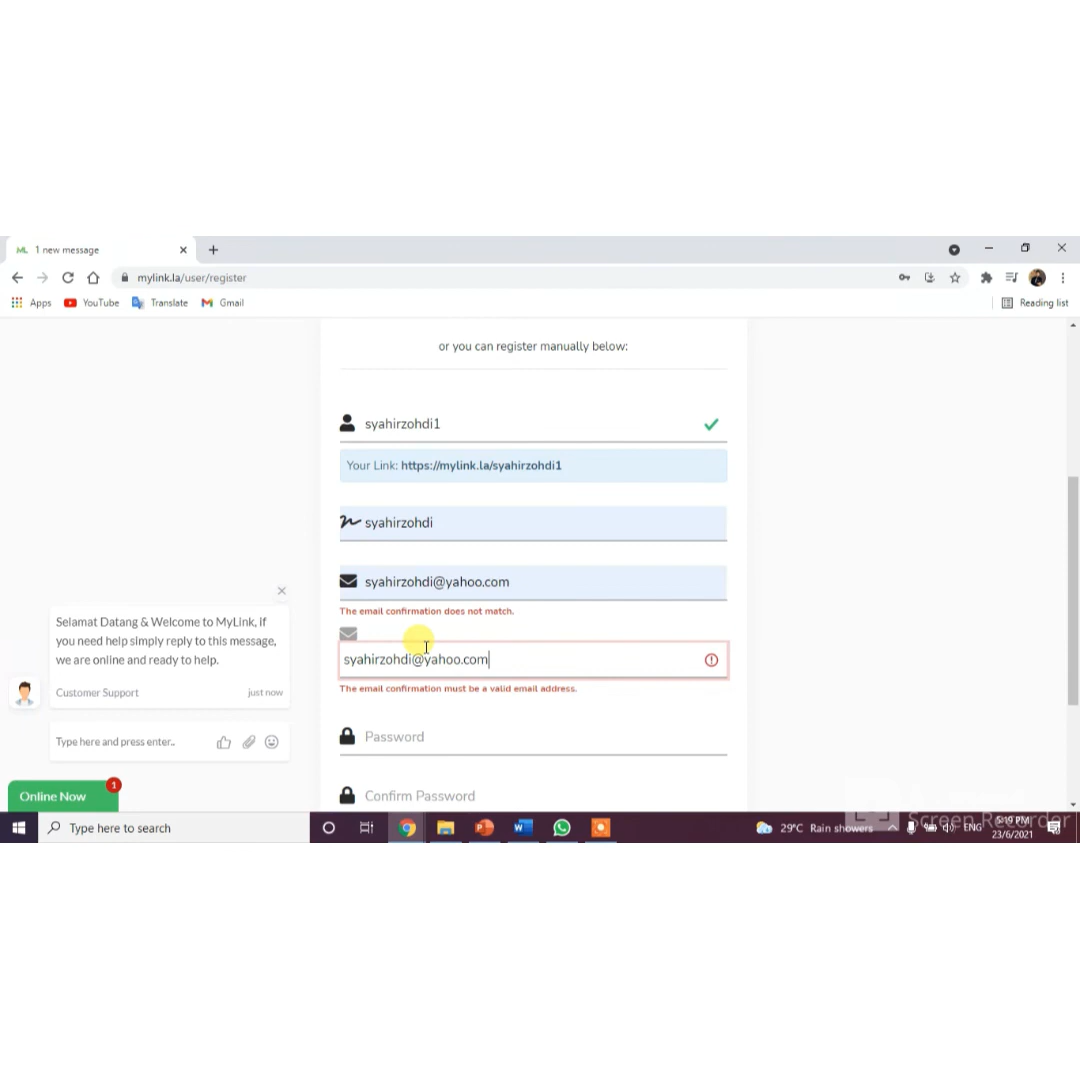 1 new message
mylink.la/user/register
Apps
YouTube
Translate
Gmail
Reading list
or you can register manually below:
syahirzohdi1
Your Link: https://mylink.la/syahirzohdi1
syahirzohdi
syahirzohdi@yahoo.com
The email confirmation does not match.
syahirzohdi@yahoo.com
The email confirmation must be a valid email address.
Password
Confirm Password
Selamat Datang & Welcome to MyLink, if
you need help simply reply to this message,
we are online and ready to help.
Customer Support
just now
Type here and press enter..
Online Now
1
Type here to search
29°C Rain showers
ENG
5:19 PM
23/6/2021
Screen Recorder